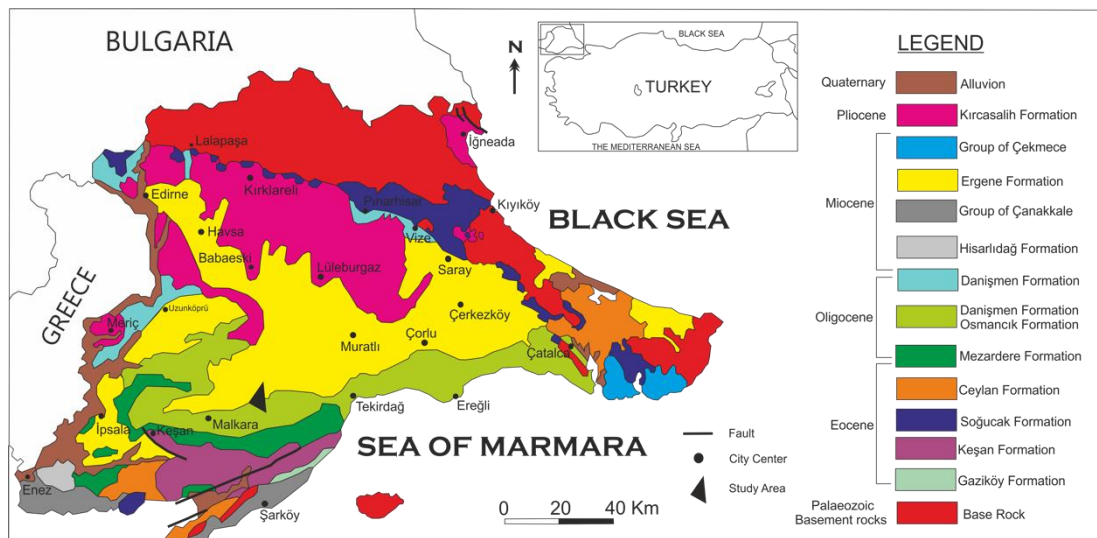 BULGARIA
GREECE
BLACK SEA
SEA OF MARMARA
N
BLACK SEA
TURKEY
THE MEDITERRANEAN SEA
Lalapaşa
İğneada
Edirne
Kırklareli
Pınarhisar
Kıyıköy
Havsa
Vize
Babaeski
Lüleburgaz
Saray
Uzunköprü
Meriç
Çerkezköy
Muratlı
Çorlu
Çatalca
Tekirdağ
Ereğli
Malkara
İpsala
Keşan
Enez
Şarköy
Fault
City Center
Study Area
0 20 40 Km
LEGEND
Quaternary
Alluvion
Pliocene
Kırcasalih Formation
Miocene
Group of Çekmece
Ergene Formation
Group of Çanakkale
Hisarlıdağ Formation
Oligocene
Danişmen Formation
Danişmen Formation
Osmancık Formation
Mezardere Formation
Eocene
Ceylan Formation
Soğucak Formation
Keşan Formation
Gaziköy Formation
Palaeozoic
Basement rocks
Base Rock